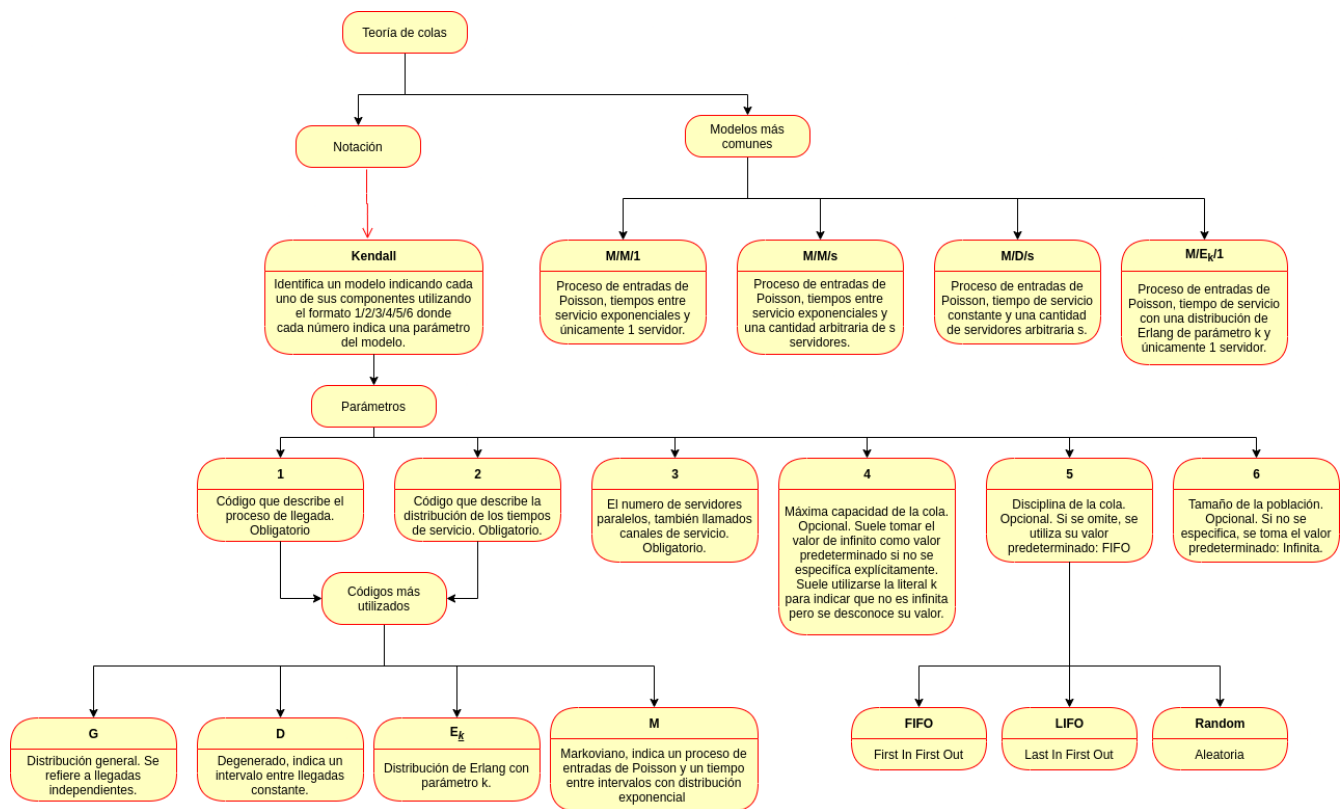 Teoría de colas
Notación
Modelos más
comunes
Kendall
Identifica un modelo indicando cada
uno de sus componentes utilizando
el formato 1/2/3/4/5/6 donde
cada número indica una parámetro
del modelo.
M/M/1
Proceso de entradas de
Poisson, tiempos entre
servicio exponenciales y
únicamente 1 servidor.
M/M/s
Proceso de entradas de
Poisson, tiempos entre
servicio exponenciales y
una cantidad arbitraria de s
servidores.
M/D/s
Proceso de entradas de
Poisson, tiempo de servicio
constante y una cantidad
de servidores arbitraria s.
M/Ek/1
Proceso de entradas de
Poisson, tiempo de servicio
con una distribución de
Erlang de parámetro k y
únicamente 1 servidor.
Parámetros
1
Código que describe el
proceso de llegada.
Obligatorio
2
Código que describe la
distribución de los tiempos
de servicio. Obligatorio.
3
El numero de servidores
paralelos, también llamados
canales de servicio.
Obligatorio.
4
Máxima capacidad de la cola.
Opcional. Suele tomar el
valor de infinito como valor
predeterminado si no se
especifíca explícitamente.
Suele utilizarse la literal k
para indicar que no es infinita
pero se desconoce su valor.
5
Disciplina de la cola.
Opcional. Si se omite, se
utiliza su valor
predeterminado: FIFO
6
Tamaño de la población.
Opcional. Si no se
especifica, se toma el valor
predeterminado: Infinita.
Códigos más
utilizados
G
Distribución general. Se
refiere a llegadas
independientes.
D
Degenerado, indica un
intervalo entre llegadas
constante.
Ek
Distribución de Erlang con
parámetro k.
M
Markoviano, indica un proceso de
entradas de Poisson y un tiempo
entre intervalos con distribución
exponencial
FIFO
First In First Out
LIFO
Last In First Out
Random
Aleatoria